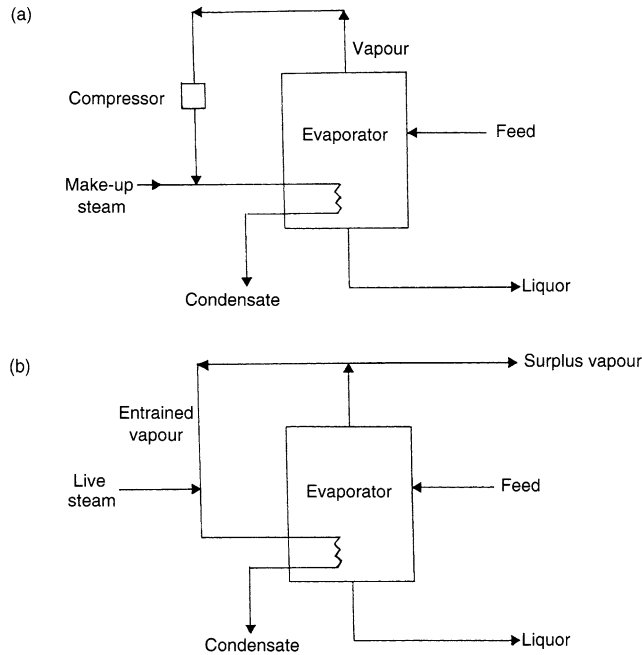 (a)
Vapour
Compressor
Evaporator
Feed
Make-up
steam
Condensate
Liquor
(b)
Surplus vapour
Entrained
vapour
Live
steam
Evaporator
Feed
Condensate
Liquor